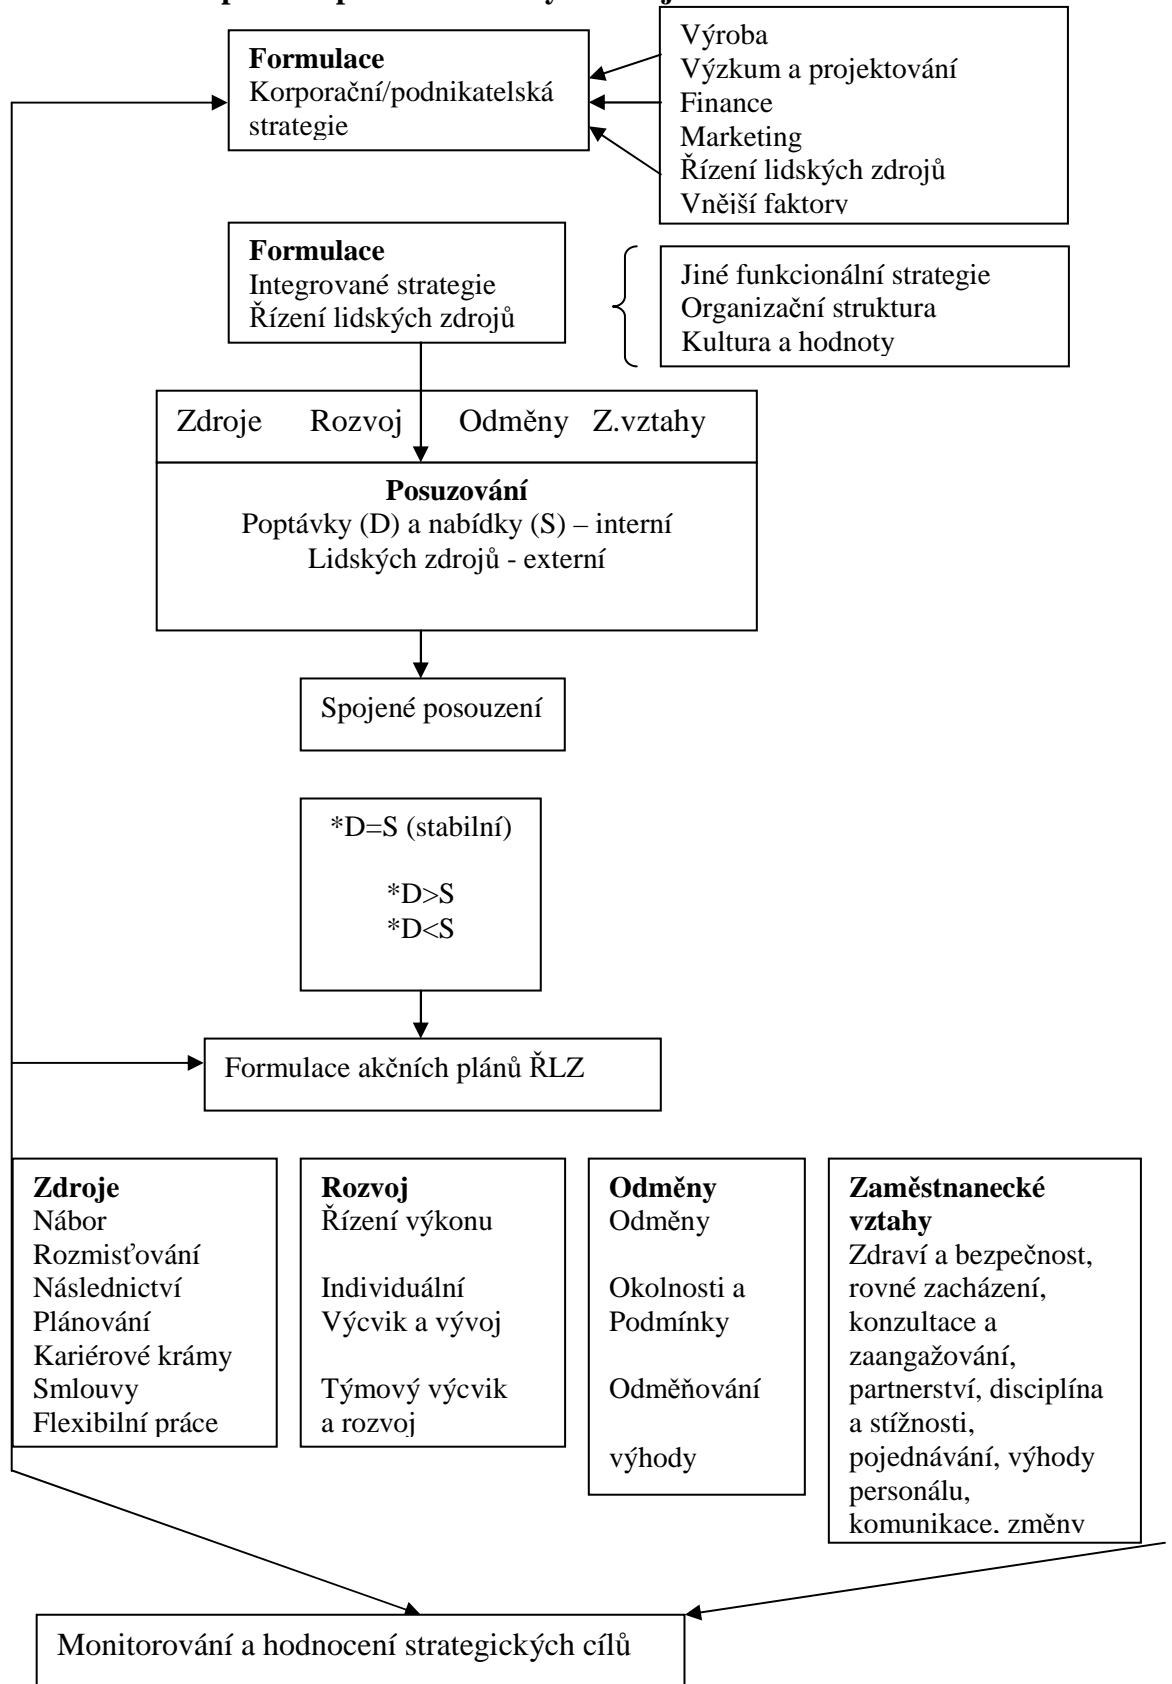 Formulace
Korporační/podnikatelská
strategie
Výroba
Výzkum a projektování
Finance
Marketing
Řízení lidských zdrojů
Vnější faktory
Formulace
Integrované strategie
Řízení lidských zdrojů
Jiné funkcionální strategie
Organizační struktura
Kultura a hodnoty
Zdroje Rozvoj Odměny Z.vztahy
Posuzování
Poptávky (D) a nabídky (S) – interní
Lidských zdrojů - externí
Spojené posouzení
*D=S (stabilní)
*D>S
*D<S
Formulace akčních plánů ŘLZ
Zdroje
Nábor
Rozmisťování
Následnictví
Plánování
Kariérové krámy
Smlouvy
Flexibilní práce
Rozvoj
Řízení výkonu
Individuální
Výcvik a vývoj
Týmový výcvik
a rozvoj
Odměny
Odměny
Okolnosti a
Podmínky
Odměňování
výhody
Zaměstnanecké
vztahy
Zdraví a bezpečnost,
rovné zacházení,
konzultace a
zaangažování,
partnerství, disciplína
a stížnosti,
pojednávání, výhody
personálu,
komunikace, změny
Monitorování a hodnocení strategických cílů